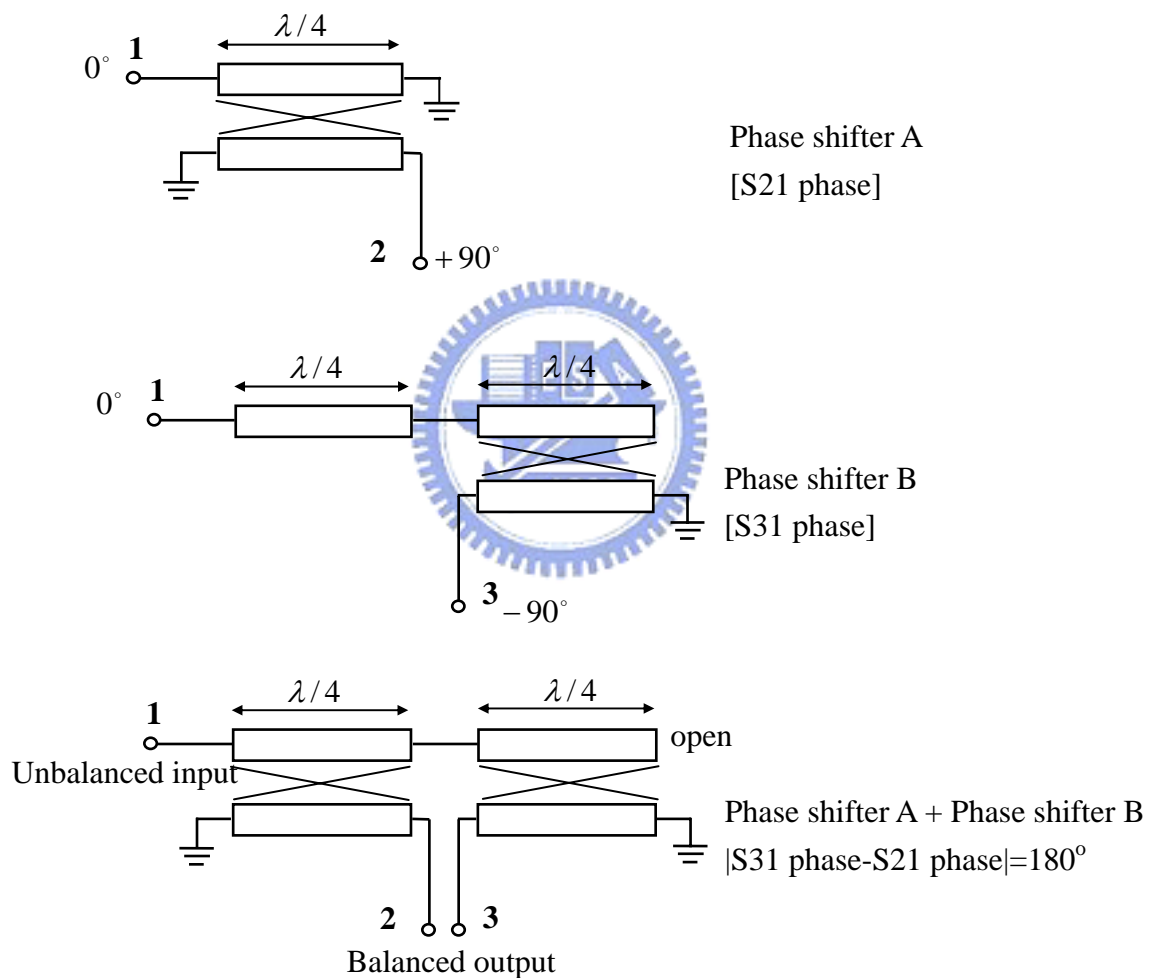 λ/4
1
0°
Phase shifter A
[S21 phase]
2
+90°
λ/4
λ/4
1
0°
Phase shifter B
[S31 phase]
3
−90°
λ/4
λ/4
1
open
Unbalanced input
Phase shifter A + Phase shifter B
|S31 phase-S21 phase|=180°
2
3
Balanced output